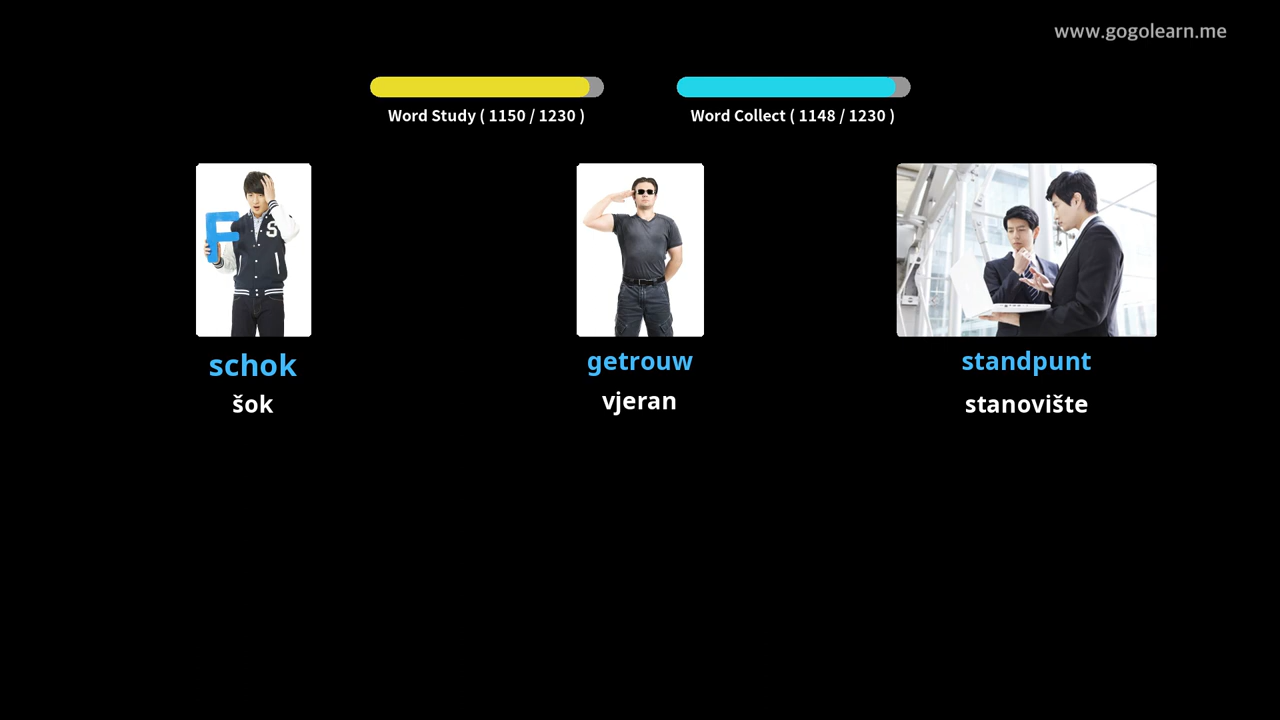 www.gogolearn.me
Word Study ( 1150 / 1230 )
Word Collect ( 1148 / 1230 )
F
S
schok
šok
getrouw
vjeran
standpunt
stanovište